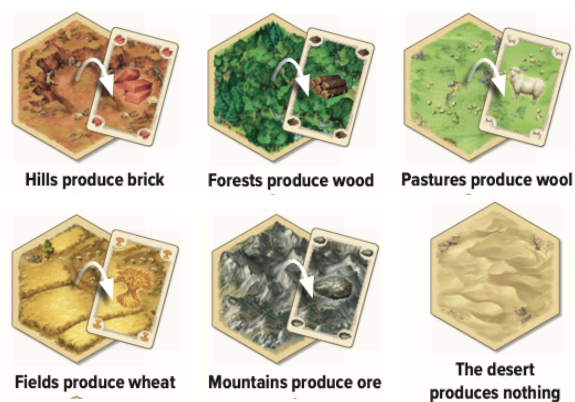 Hills produce brick
Forests produce wood
Pastures produce wool
Fields produce wheat
Mountains produce ore
The desert
produces nothing